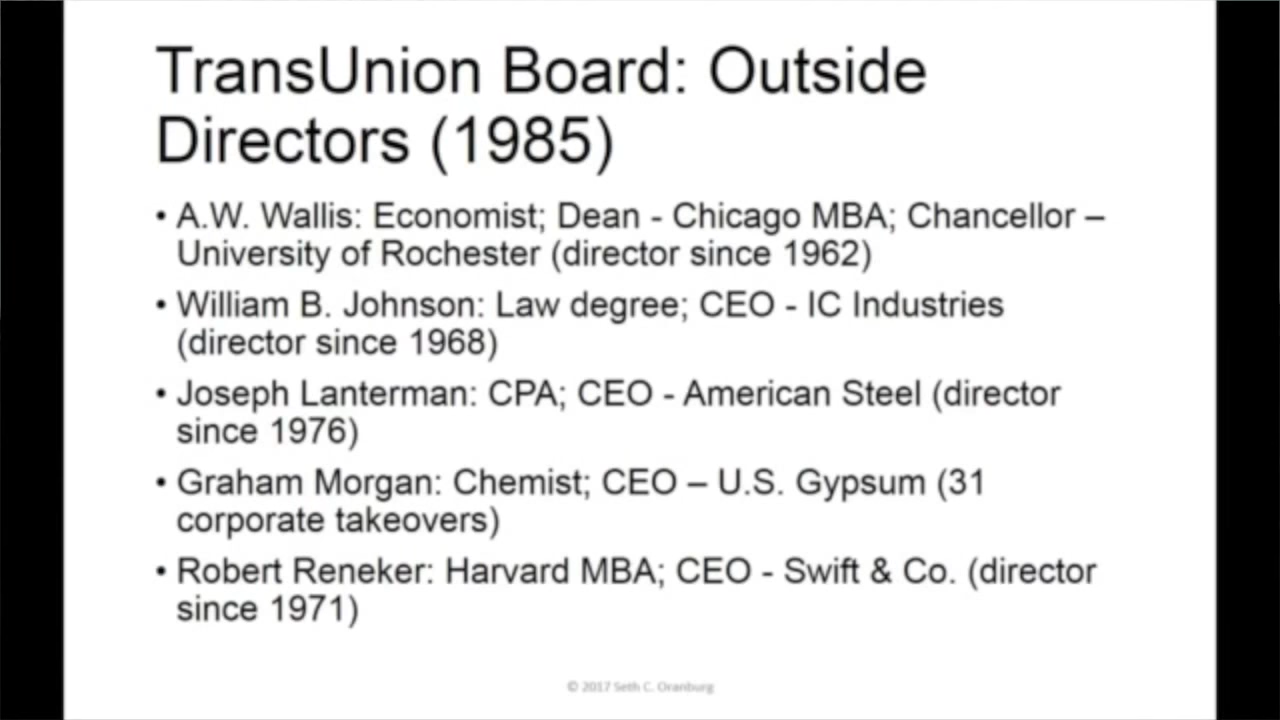 TransUnion Board: Outside
Directors (1985)
• A.W. Wallis: Economist; Dean - Chicago MBA; Chancellor –
University of Rochester (director since 1962)
• William B. Johnson: Law degree; CEO - IC Industries
(director since 1968)
• Joseph Lanterman: CPA; CEO - American Steel (director
since 1976)
• Graham Morgan: Chemist; CEO – U.S. Gypsum (31
corporate takeovers)
• Robert Reneker: Harvard MBA; CEO - Swift & Co. (director
since 1971)
© 2017 Seth C. Oranburg